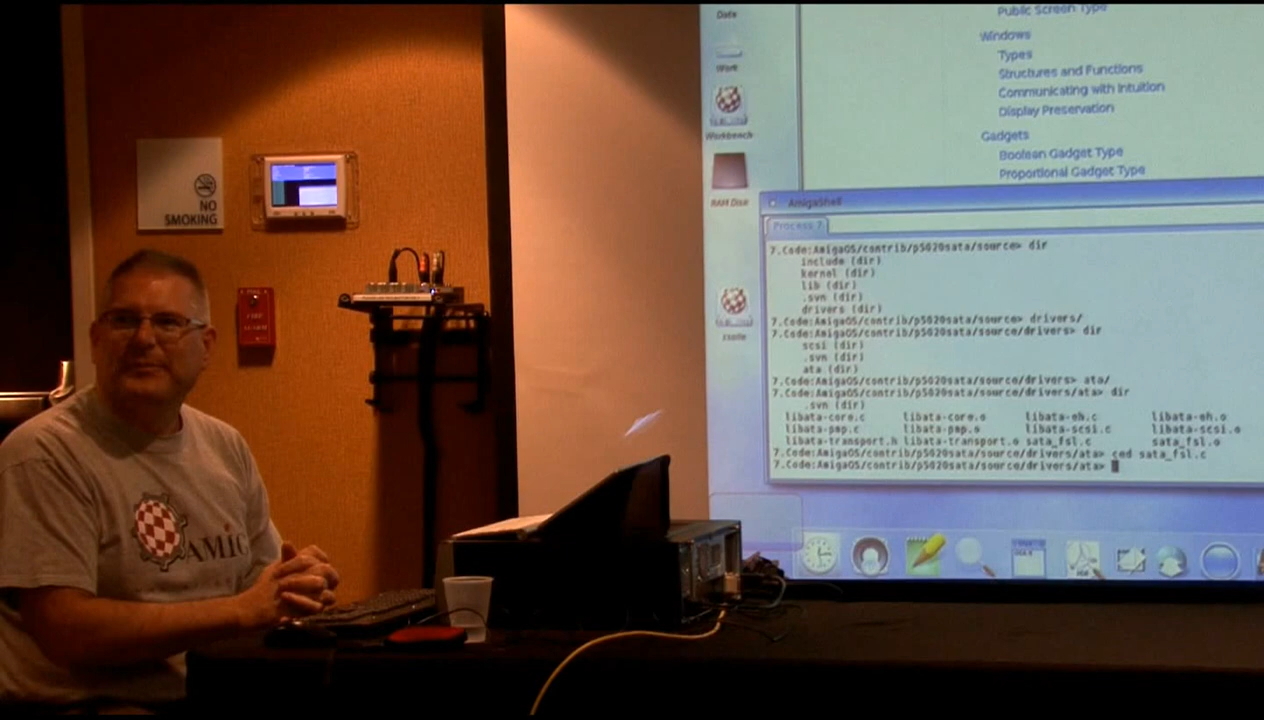 NO
SMOKING
FIRE
AMIG
Date
Work
Workbench
RAM Disk
Public Screen Type
Windows
Types
Structures and Functions
Communicating with Intuition
Display Preservation
Gadgets
Boolean Gadget Type
Proportional Gadget Type
AmigaShell
Process 7
7.Code:AmigaOS/contrib/p5020sata/source> dir
include (dir)
kernel (dir)
lib (dir)
.svn (dir)
drivers (dir)
7.Code:AmigaOS/contrib/p5020sata/source> drivers/
7.Code:AmigaOS/contrib/p5020sata/source/drivers> dir
scsi (dir)
.svn (dir)
ata (dir)
7.Code:AmigaOS/contrib/p5020sata/source/drivers> ata/
7.Code:AmigaOS/contrib/p5020sata/source/drivers/ata> dir
.svn (dir)
libata-core.c libata-core.o libata-eh.c libata-eh.o
libata-pmp.c libata-pmp.o libata-scsi.c libata-scsi.o
libata-transport.h libata-transport.o sata_fsl.c sata_fsl.o
7.Code:AmigaOS/contrib/p5020sata/source/drivers/ata> ced sata_fsl.c
7.Code:AmigaOS/contrib/p5020sata/source/drivers/ata>